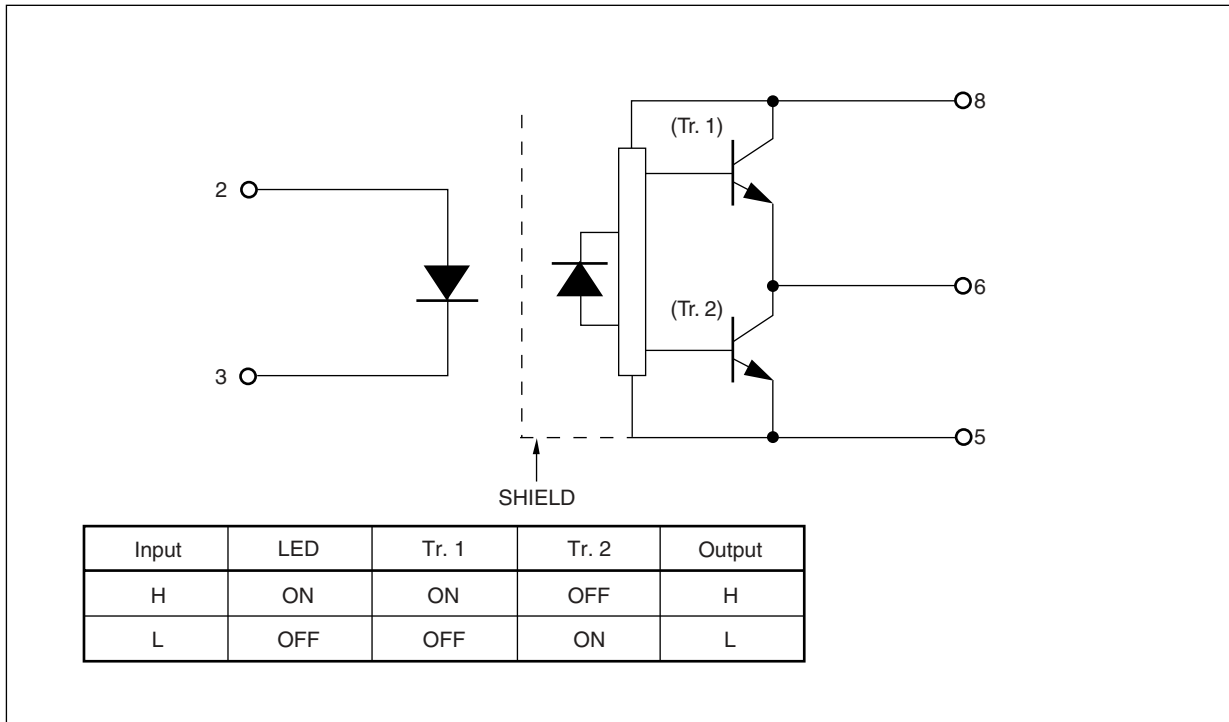 8
(Tr. 1)
2
6
(Tr. 2)
3
5
SHIELD
Input LED Tr. 1 Tr. 2 Output
H ON ON OFF H
L OFF OFF ON L